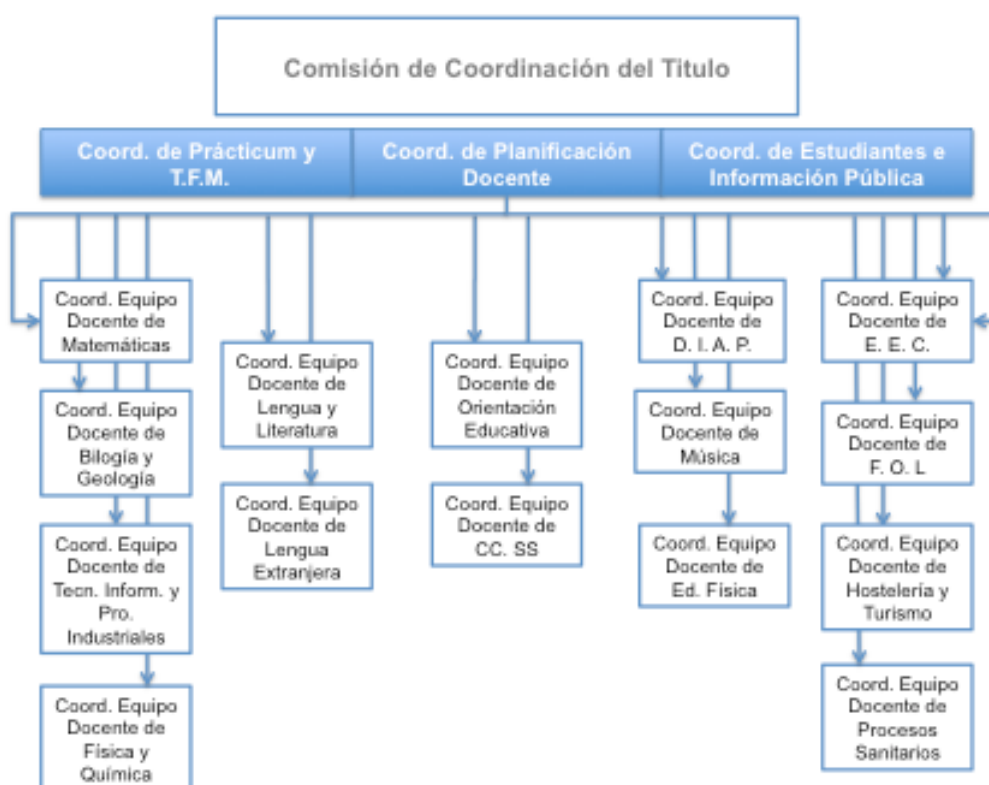 Comisión de Coordinación del Titulo
Coord. de Prácticum y
T.F.M.
Coord. de Planificación
Docente
Coord. de Estudiantes e
Información Pública
Coord. Equipo
Docente de
Matemáticas
Coord. Equipo
Docente de
Bilogía y
Geología
Coord. Equipo
Docente de
Tecn. Inform. y
Pro.
Industriales
Coord. Equipo
Docente de
Física y
Química
Coord. Equipo
Docente de
Lengua y
Literatura
Coord. Equipo
Docente de
Lengua
Extranjera
Coord. Equipo
Docente de
Orientación
Educativa
Coord. Equipo
Docente de
CC. SS
Coord. Equipo
Docente de
D. I. A. P.
Coord. Equipo
Docente de
Música
Coord. Equipo
Docente de
Ed. Física
Coord. Equipo
Docente de
E. E. C.
Coord. Equipo
Docente de
F. O. L
Coord. Equipo
Docente de
Hostelería y
Turismo
Coord. Equipo
Docente de
Procesos
Sanitarios